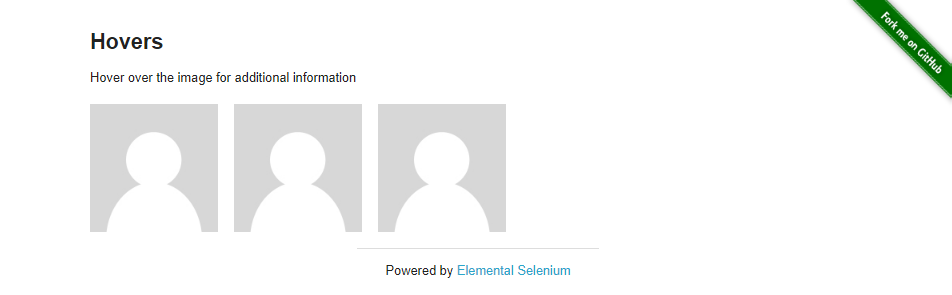 Fork me on GitHub
Hovers
Hover over the image for additional information
Powered by Elemental Selenium